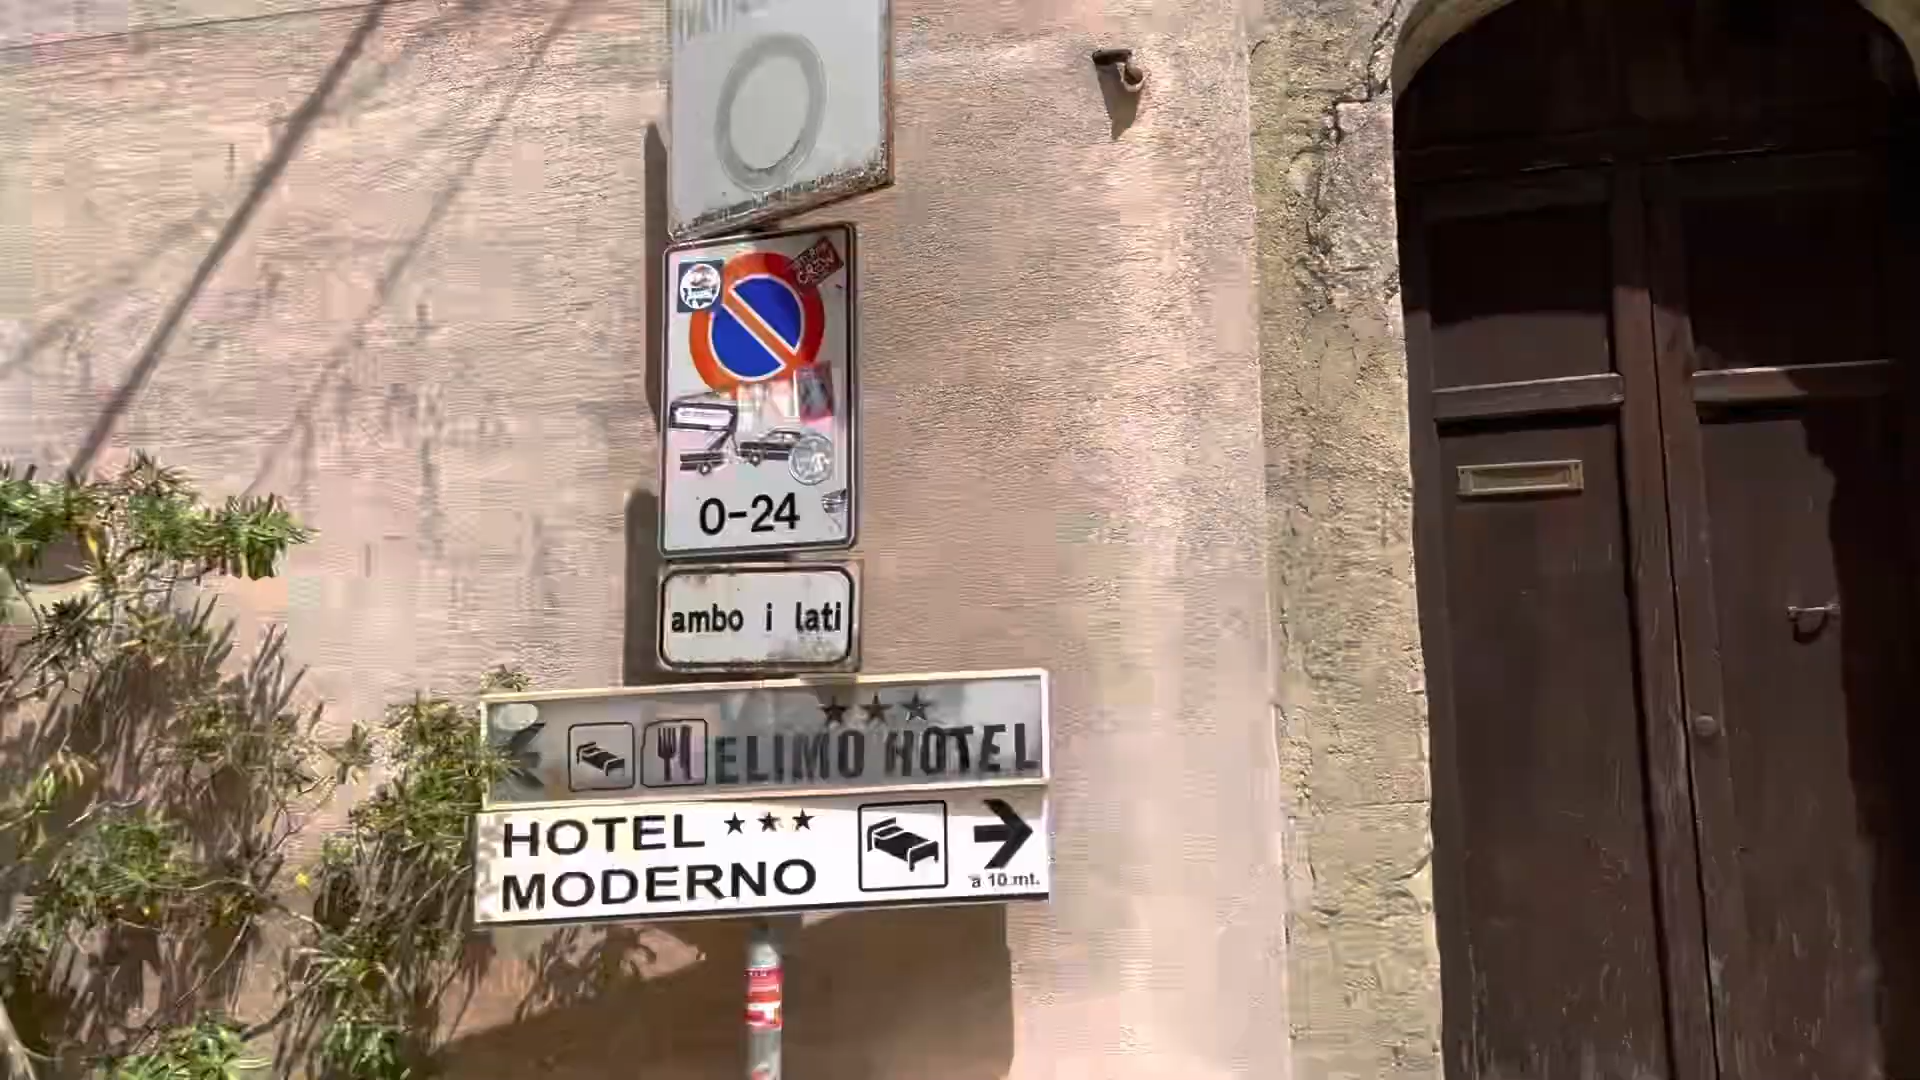 0-24
ambo i lati
ELIMO HOTEL
HOTEL
MODERNO
a 10 mt.